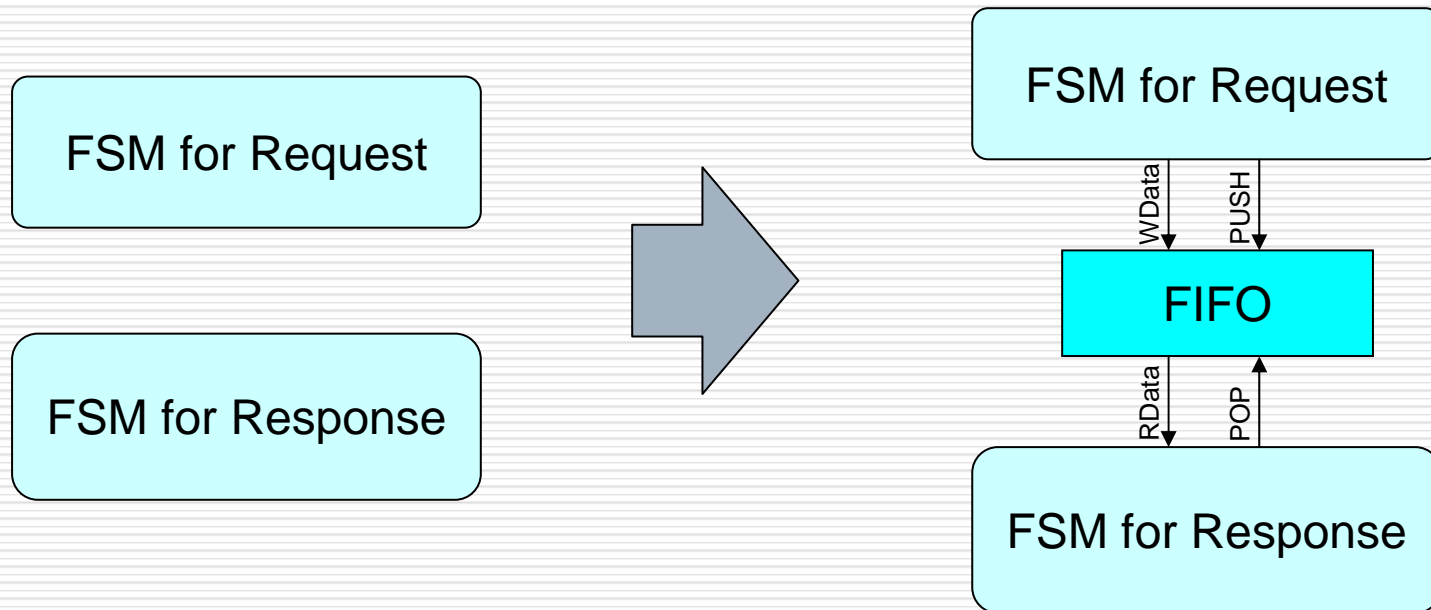 FSM for Request
FSM for Response
FSM for Request
WData
PUSH
FIFO
RData
POP
FSM for Response